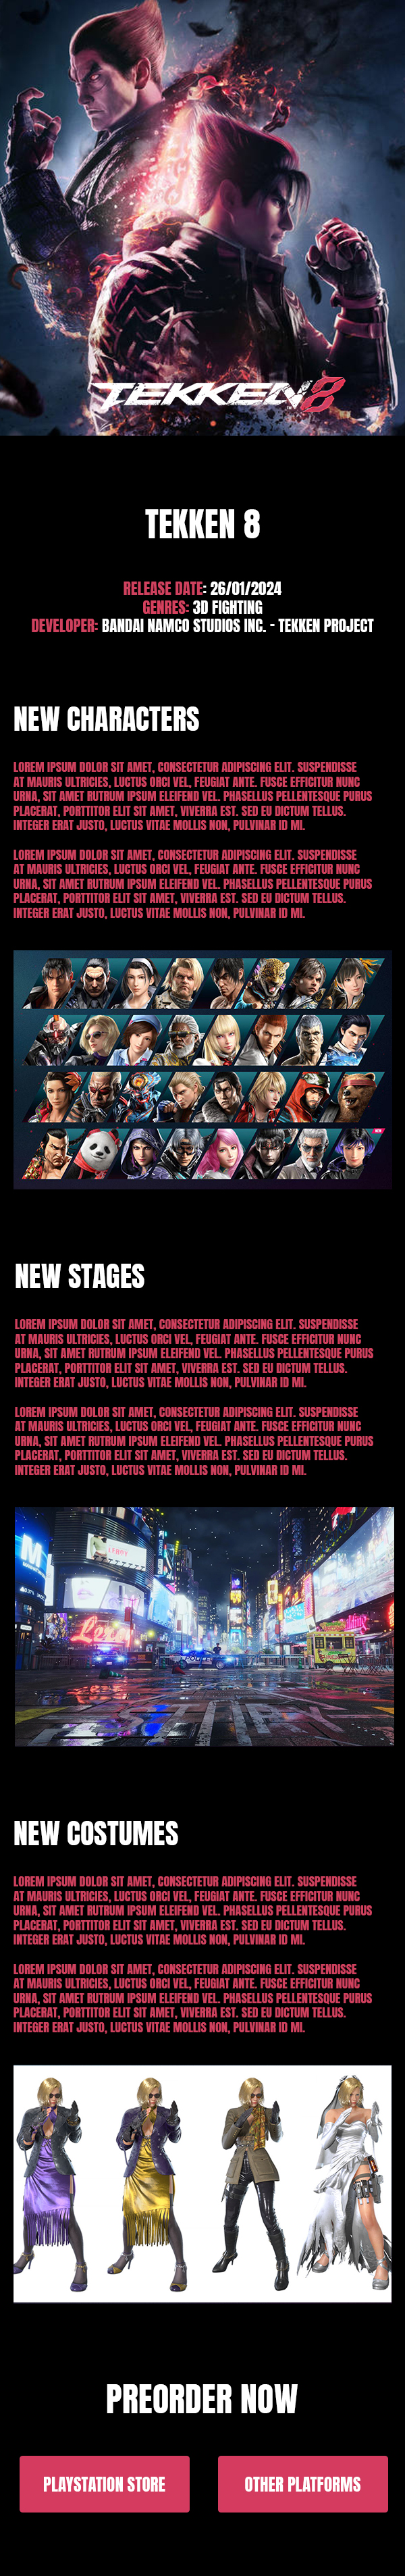 TEKKEN 8
TEKKEN 8
RELEASE DATE: 26/01/2024
GENRES: 3D FIGHTING
DEVELOPER: BANDAI NAMCO STUDIOS INC. - TEKKEN PROJECT
NEW CHARACTERS
LOREM IPSUM DOLOR SIT AMET, CONSECTETUR ADIPISCING ELIT. SUSPENDISSE
AT MAURIS ULTRICIES, LUCTUS ORCI VEL, FEUGIAT ANTE. FUSCE EFFICITUR NUNC
URNA, SIT AMET RUTRUM IPSUM ELEIFEND VEL. PHASELLUS PELLENTESQUE PURUS
PLACERAT, PORTTITOR ELIT SIT AMET, VIVERRA EST. SED EU DICTUM TELLUS.
INTEGER ERAT JUSTO, LUCTUS VITAE MOLLIS NON, PULVINAR ID MI.
LOREM IPSUM DOLOR SIT AMET, CONSECTETUR ADIPISCING ELIT. SUSPENDISSE
AT MAURIS ULTRICIES, LUCTUS ORCI VEL, FEUGIAT ANTE. FUSCE EFFICITUR NUNC
URNA, SIT AMET RUTRUM IPSUM ELEIFEND VEL. PHASELLUS PELLENTESQUE PURUS
PLACERAT, PORTTITOR ELIT SIT AMET, VIVERRA EST. SED EU DICTUM TELLUS.
INTEGER ERAT JUSTO, LUCTUS VITAE MOLLIS NON, PULVINAR ID MI.
NEW STAGES
LOREM IPSUM DOLOR SIT AMET, CONSECTETUR ADIPISCING ELIT. SUSPENDISSE
AT MAURIS ULTRICIES, LUCTUS ORCI VEL, FEUGIAT ANTE. FUSCE EFFICITUR NUNC
URNA, SIT AMET RUTRUM IPSUM ELEIFEND VEL. PHASELLUS PELLENTESQUE PURUS
PLACERAT, PORTTITOR ELIT SIT AMET, VIVERRA EST. SED EU DICTUM TELLUS.
INTEGER ERAT JUSTO, LUCTUS VITAE MOLLIS NON, PULVINAR ID MI.
LOREM IPSUM DOLOR SIT AMET, CONSECTETUR ADIPISCING ELIT. SUSPENDISSE
AT MAURIS ULTRICIES, LUCTUS ORCI VEL, FEUGIAT ANTE. FUSCE EFFICITUR NUNC
URNA, SIT AMET RUTRUM IPSUM ELEIFEND VEL. PHASELLUS PELLENTESQUE PURUS
PLACERAT, PORTTITOR ELIT SIT AMET, VIVERRA EST. SED EU DICTUM TELLUS.
INTEGER ERAT JUSTO, LUCTUS VITAE MOLLIS NON, PULVINAR ID MI.
NEW COSTUMES
LOREM IPSUM DOLOR SIT AMET, CONSECTETUR ADIPISCING ELIT. SUSPENDISSE
AT MAURIS ULTRICIES, LUCTUS ORCI VEL, FEUGIAT ANTE. FUSCE EFFICITUR NUNC
URNA, SIT AMET RUTRUM IPSUM ELEIFEND VEL. PHASELLUS PELLENTESQUE PURUS
PLACERAT, PORTTITOR ELIT SIT AMET, VIVERRA EST. SED EU DICTUM TELLUS.
INTEGER ERAT JUSTO, LUCTUS VITAE MOLLIS NON, PULVINAR ID MI.
LOREM IPSUM DOLOR SIT AMET, CONSECTETUR ADIPISCING ELIT. SUSPENDISSE
AT MAURIS ULTRICIES, LUCTUS ORCI VEL, FEUGIAT ANTE. FUSCE EFFICITUR NUNC
URNA, SIT AMET RUTRUM IPSUM ELEIFEND VEL. PHASELLUS PELLENTESQUE PURUS
PLACERAT, PORTTITOR ELIT SIT AMET, VIVERRA EST. SED EU DICTUM TELLUS.
INTEGER ERAT JUSTO, LUCTUS VITAE MOLLIS NON, PULVINAR ID MI.
PREORDER NOW
PLAYSTATION STORE
OTHER PLATFORMS